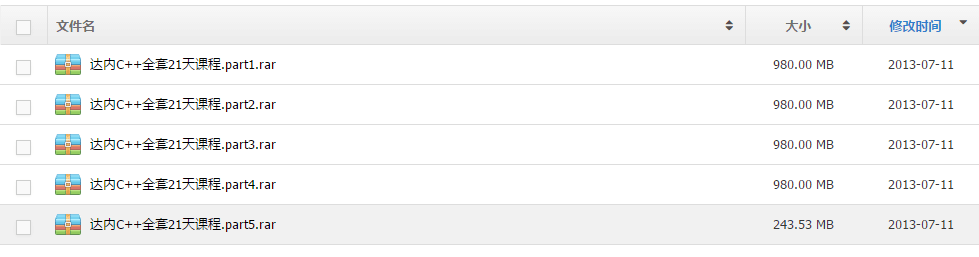 文件名 大小 修改时间
达内C++全套21天课程.part1.rar 980.00 MB 2013-07-11
达内C++全套21天课程.part2.rar 980.00 MB 2013-07-11
达内C++全套21天课程.part3.rar 980.00 MB 2013-07-11
达内C++全套21天课程.part4.rar 980.00 MB 2013-07-11
达内C++全套21天课程.part5.rar 243.53 MB 2013-07-11